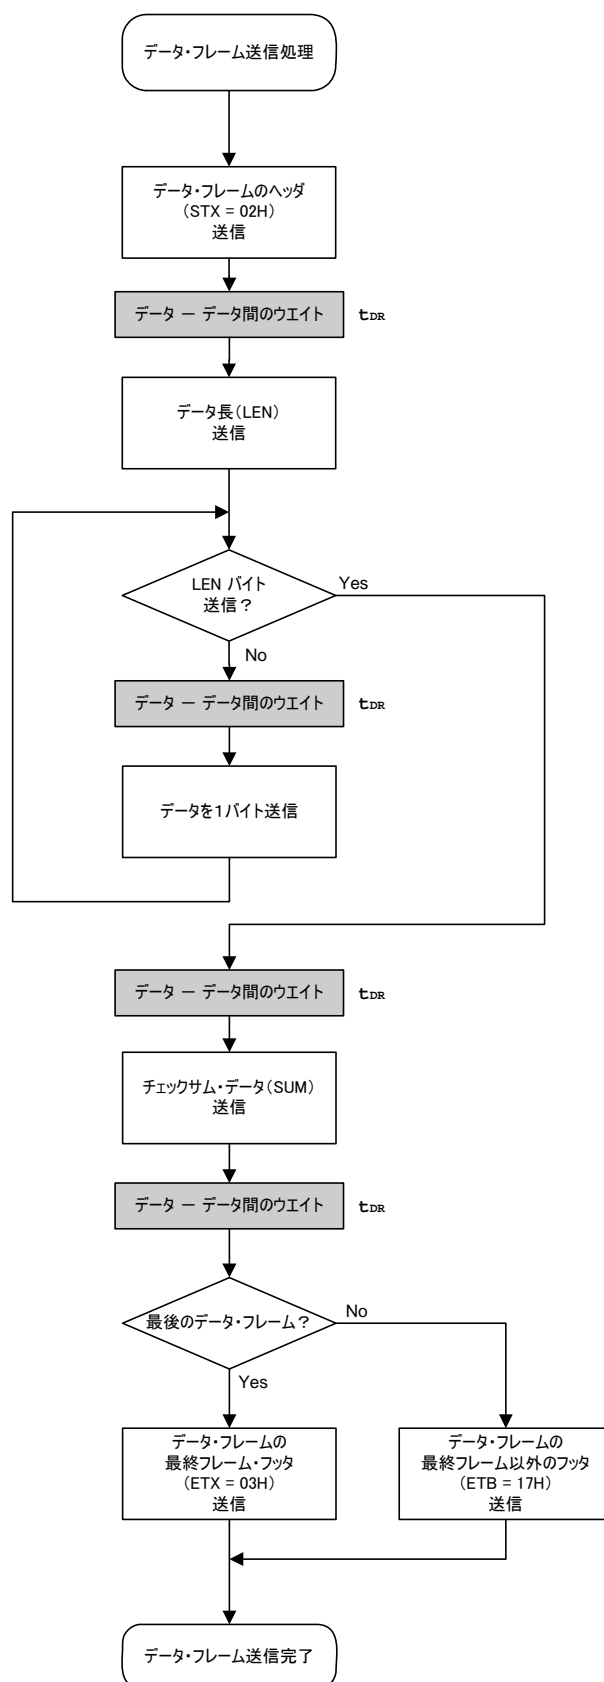 データ・フレーム送信処理
データ・フレームのヘッダ
(STX = 02H)
送信
データ － データ間のウエイト tDR
データ長(LEN)
送信
LEN バイト
送信？
Yes
No
データ － データ間のウエイト tDR
データを1バイト送信
データ － データ間のウエイト tDR
チェックサム・データ(SUM)
送信
データ － データ間のウエイト tDR
最後のデータ・フレーム？
No
Yes
データ・フレームの
最終フレーム・フッタ
(ETX = 03H)
送信
データ・フレームの
最終フレーム以外のフッタ
(ETB = 17H)
送信
データ・フレーム送信完了